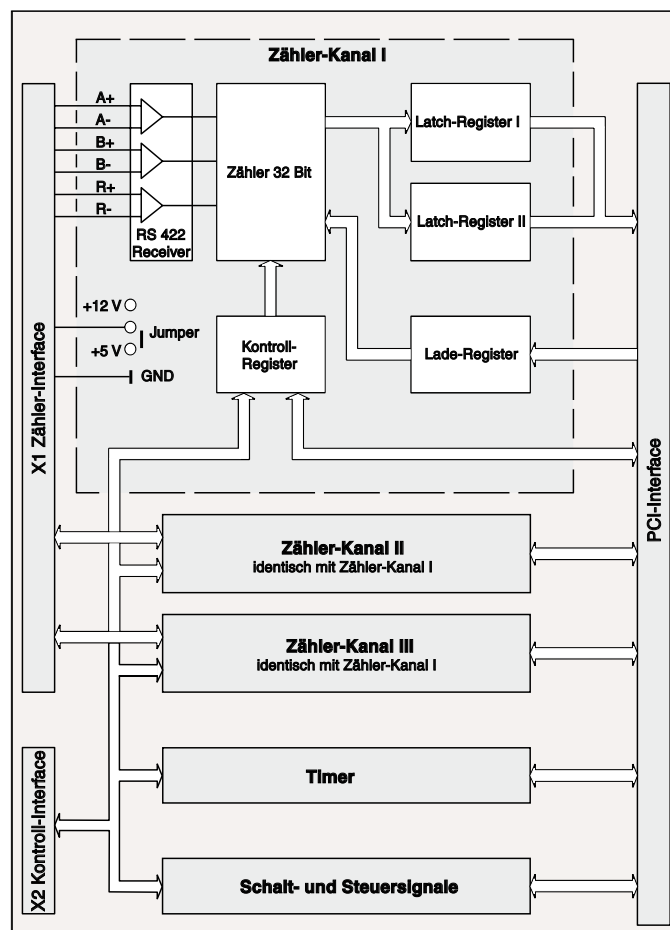 Zähler-Kanal I
A+
A-
B+
B-
R+
R-
RS 422
Receiver
Zähler 32 Bit
Latch-Register I
Latch-Register II
+12 V
Jumper
+5 V
GND
Kontroll-
Register
Lade-Register
X1 Zähler-Interface
PCI-Interface
Zähler-Kanal II
identisch mit Zähler-Kanal I
Zähler-Kanal III
identisch mit Zähler-Kanal I
Timer
X2 Kontroll-Interface
Schalt- und Steuersignale